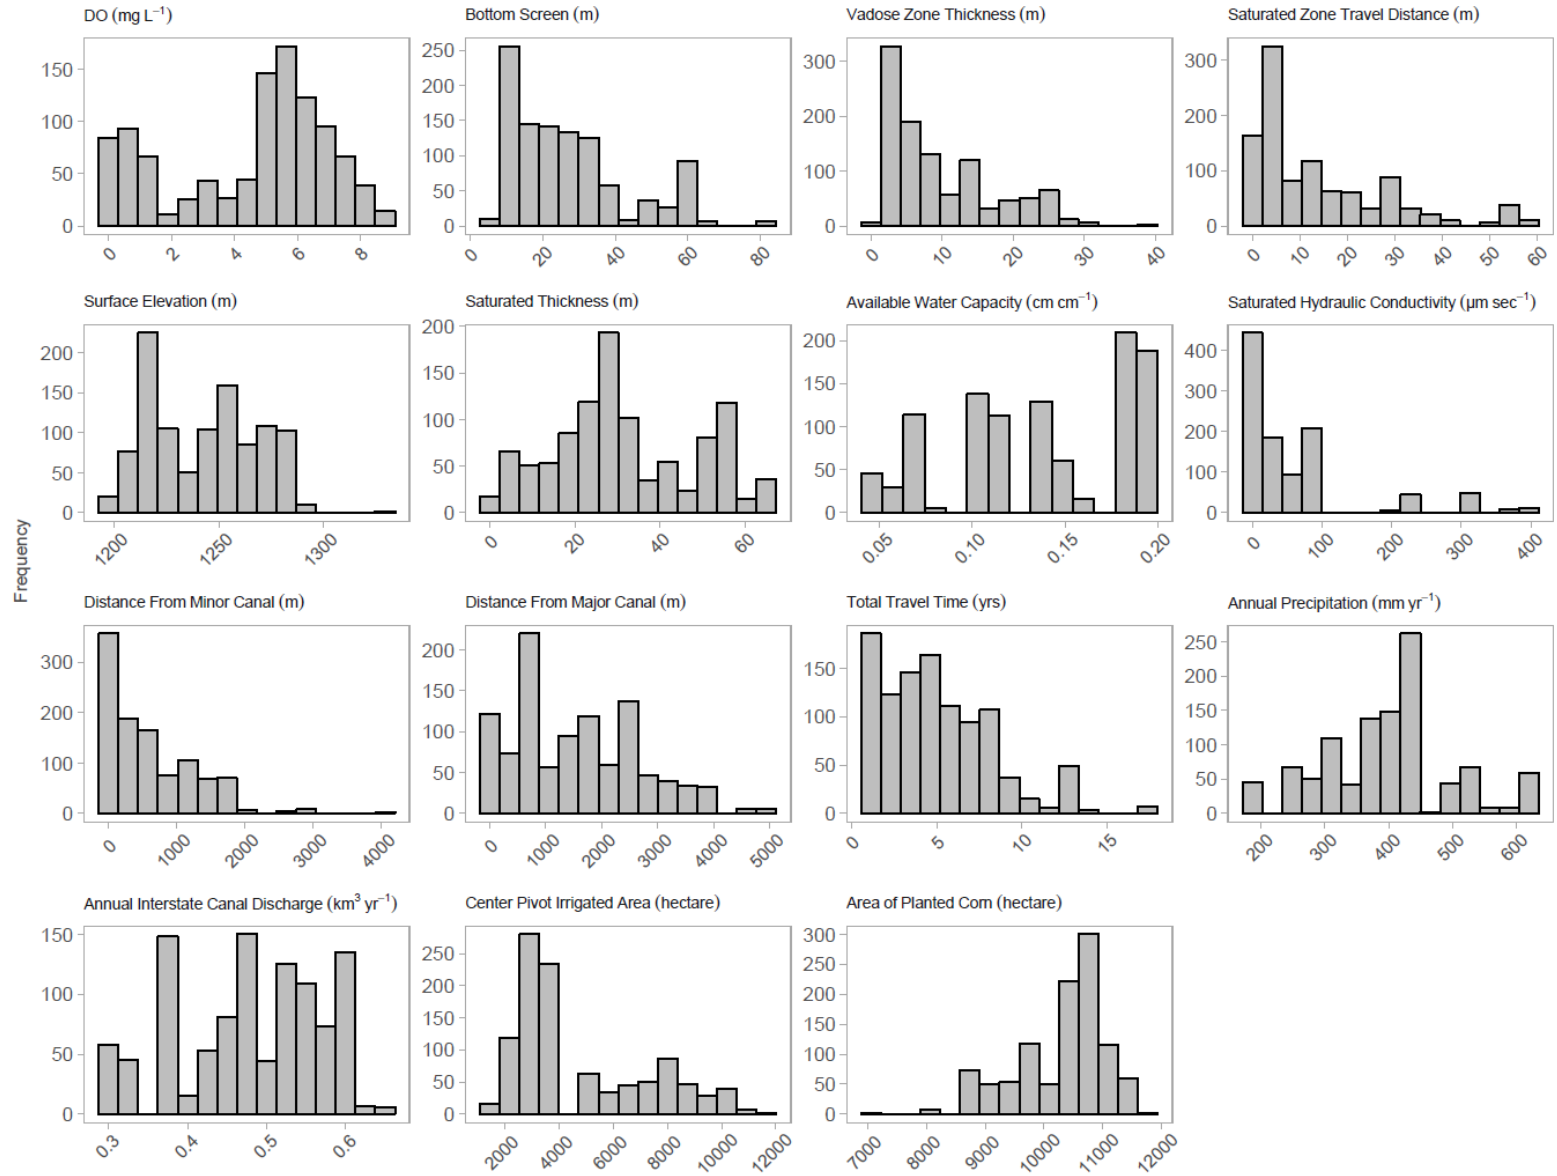 DO (mg L⁻¹)
Bottom Screen (m)
Vadose Zone Thickness (m)
Saturated Zone Travel Distance (m)
150
100
50
0
0 2 4 6 8
250
200
150
100
50
0
0 20 40 60 80
300
200
100
0
0 10 20 30 40
300
200
100
0
0 10 20 30 40 50 60
Surface Elevation (m)
Saturated Thickness (m)
Available Water Capacity (cm cm⁻¹)
Saturated Hydraulic Conductivity (µm sec⁻¹)
200
150
100
50
0
1200 1250 1300
200
150
100
50
0
0 20 40 60
200
150
100
50
0
0.05 0.10 0.15 0.20
400
300
200
100
0
0 100 200 300 400
Frequency
Distance From Minor Canal (m)
Distance From Major Canal (m)
Total Travel Time (yrs)
Annual Precipitation (mm yr⁻¹)
300
200
100
0
0 1000 2000 3000 4000
200
150
100
50
0
0 1000 2000 3000 4000 5000
150
100
50
0
0 5 10 15
250
200
150
100
50
0
200 300 400 500 600
Annual Interstate Canal Discharge (km³ yr⁻¹)
Center Pivot Irrigated Area (hectare)
Area of Planted Corn (hectare)
150
100
50
0
0.3 0.4 0.5 0.6
250
200
150
100
50
0
2000 4000 6000 8000 10000 12000
300
250
200
150
100
50
0
7000 8000 9000 10000 11000 12000